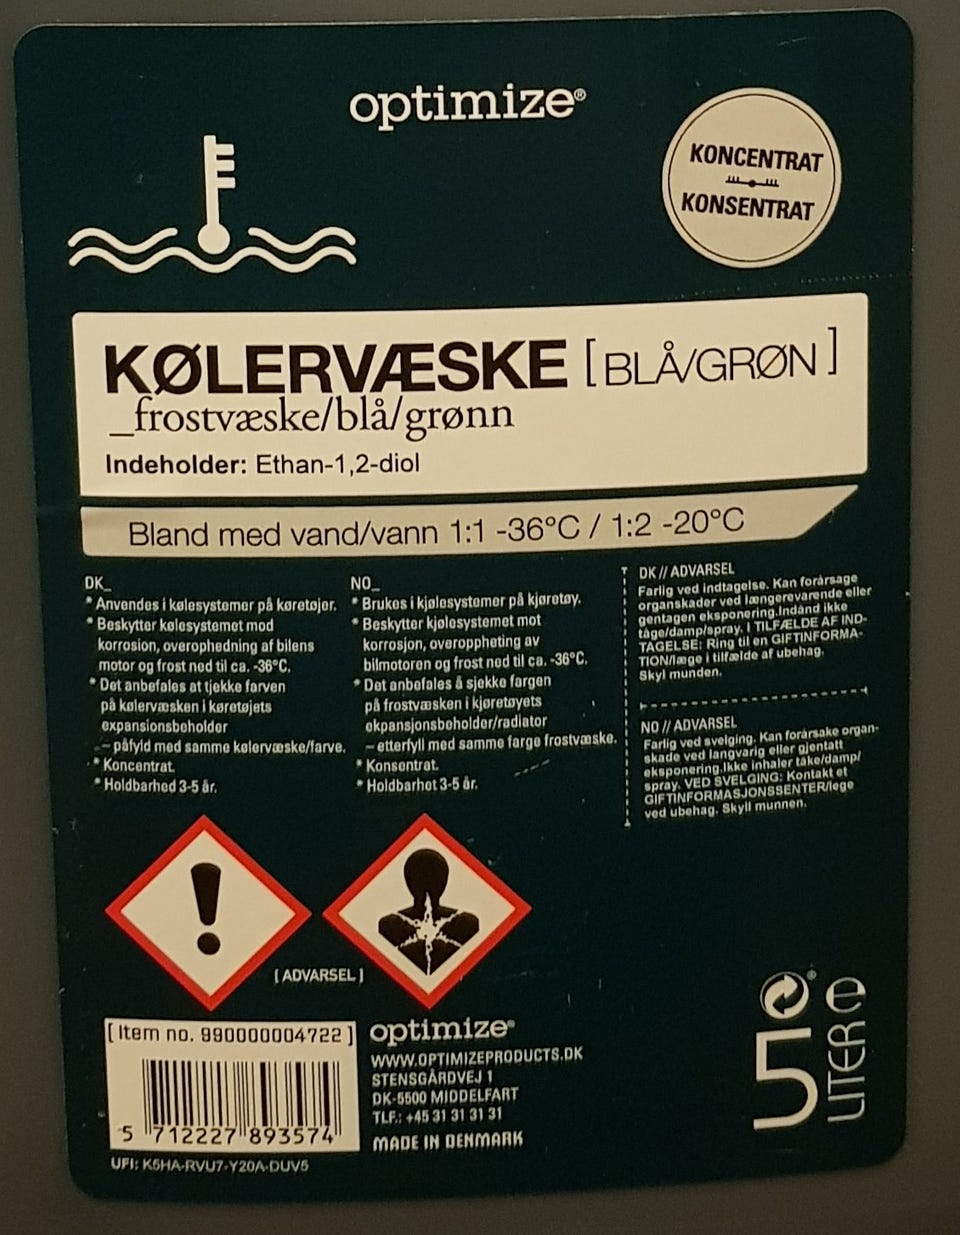 optimize®
KONCENTRAT
KONSENTRAT
KØLERVÆSKE [BLÅ/GRØN]
_frostvæske/blå/grønn
Indeholder: Ethan-1,2-diol
Bland med vand/vann 1:1 -36°C / 1:2 -20°C
DK_
* Anvendes i kølesystemer på køretøjer.
* Beskytter kølesystemet mod
korrosion, overophedning af bilens
motor og frost ned til ca. -36°C.
* Det anbefales at tjekke farven
på kølervæsken i køretøjets
expansionsbeholder
– påfyld med samme kølervæske/farve.
* Koncentrat.
* Holdbarhed 3-5 år.
NO_
* Brukes i kjølesystemer på kjøretøy.
* Beskytter kjølesystemet mot
korrosjon, overoppheting av
bilmotoren og frost ned til ca. -36°C.
* Det anbefales å sjekke fargen
på frostvæsken i kjøretøyets
ekpansjonsbeholder/radiator
– etterfyll med samme farge frostvæske.
* Konsentrat.
* Holdbarhet 3-5 år.
DK // ADVARSEL
Farlig ved indtagelse. Kan forårsage
organskader ved længerevarende eller
gentagen eksponering.Indånd ikke
tåge/damp/spray. I TILFÆLDE AF IND-
TAGELSE: Ring til en GIFTINFORMA-
TION/læge i tilfælde af ubehag.
Skyl munden.
NO // ADVARSEL
Farlig ved svelging. Kan forårsake organ-
skade ved langvarig eller gjentatt
eksponering.Ikke inhaler tåke/damp/
spray. VED SVELGING: Kontakt et
GIFTINFORMASJONSSENTER/lege
ved ubehag. Skyll munnen.
[ ADVARSEL ]
[ Item no. 990000004722 ]
5 712227 893574
UFI: K5HA-RVU7-Y20A-DUV5
optimize®
WWW.OPTIMIZEPRODUCTS.DK
STENSGÅRDVEJ 1
DK-5500 MIDDELFART
TLF.: +45 31 31 31 31
MADE IN DENMARK
5 LITER e